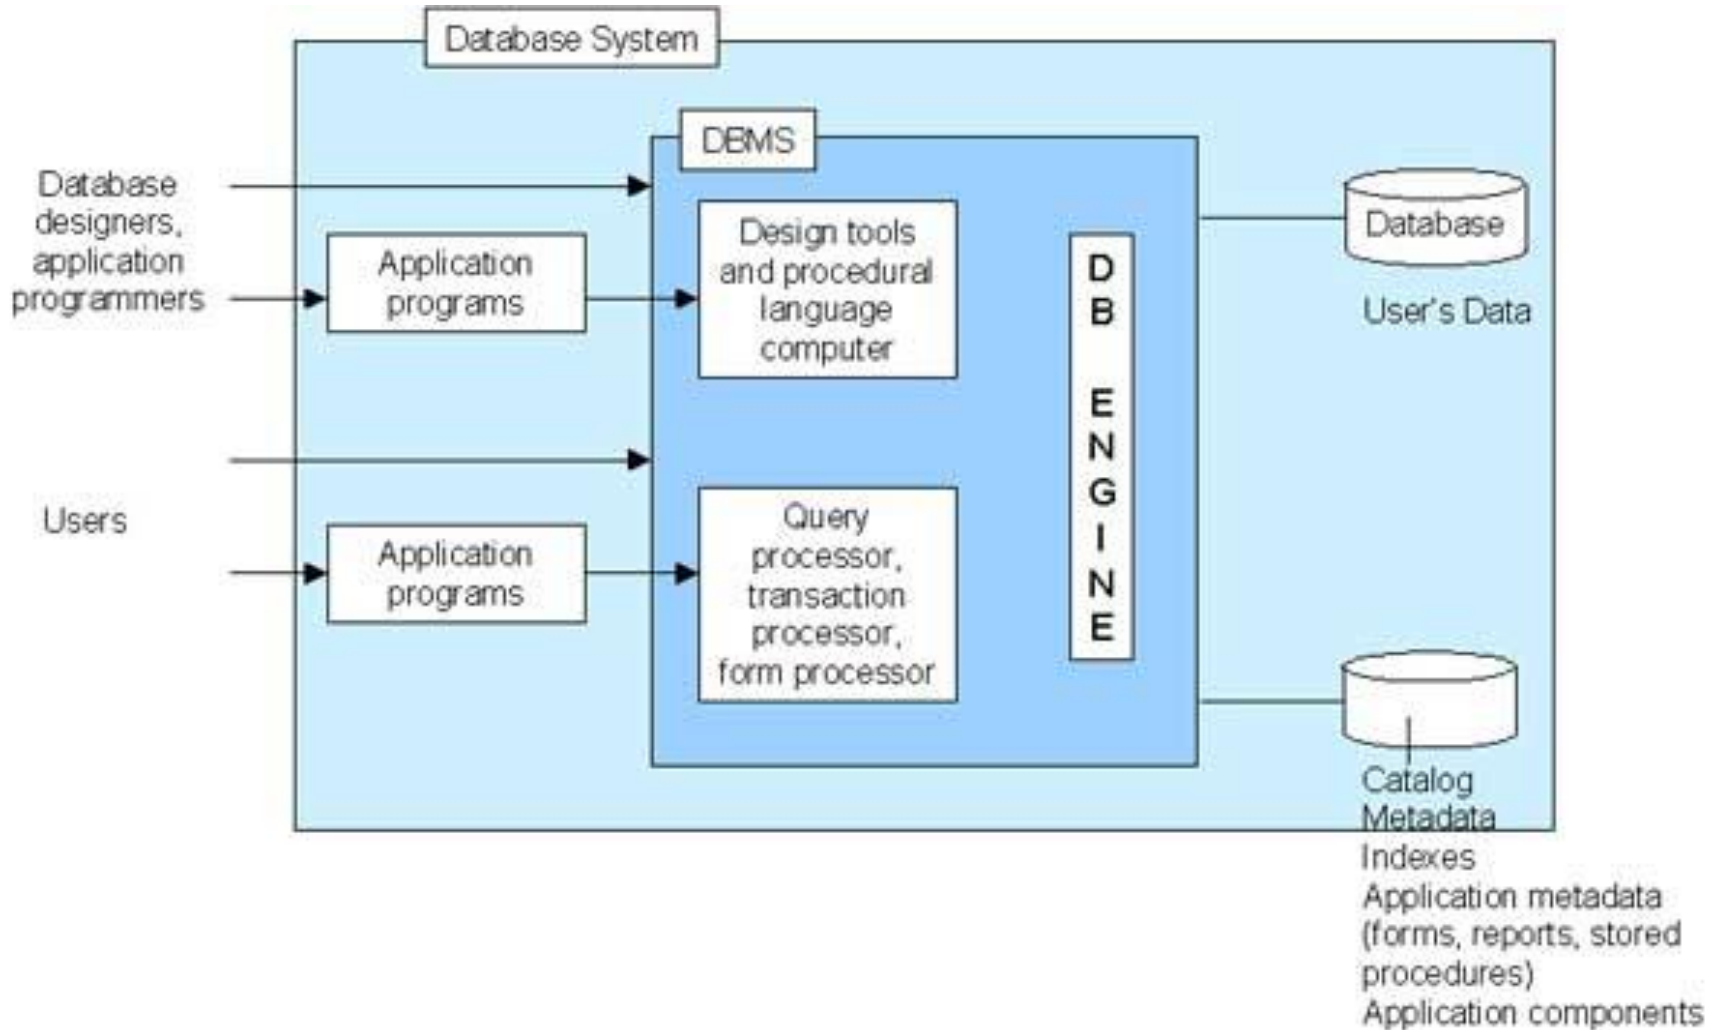 Database System
DBMS
Database
designers,
application
programmers
Application
programs
Design tools
and procedural
language
computer
DB ENGINE
Database
User's Data
Users
Application
programs
Query
processor,
transaction
processor,
form processor
Catalog
Metadata
Indexes
Application metadata
(forms, reports, stored
procedures)
Application components